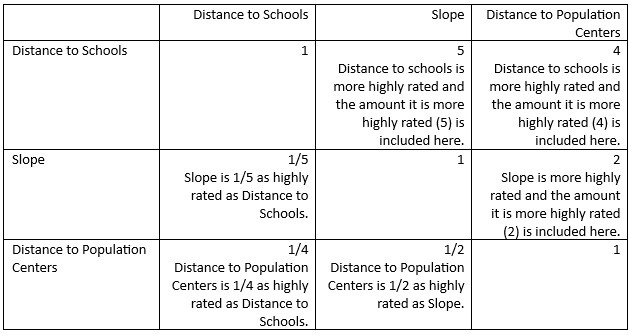 Distance to Schools
Slope
Distance to Population
Centers
Distance to Schools
1
5
Distance to schools is
more highly rated and
the amount it is more
highly rated (5) is
included here.
4
Distance to schools is
more highly rated and
the amount it is more
highly rated (4) is
included here.
Slope
1/5
Slope is 1/5 as highly
rated as Distance to
Schools.
1
2
Slope is more highly
rated and the amount
it is more highly rated
(2) is included here.
Distance to Population
Centers
1/4
Distance to Population
Centers is 1/4 as highly
rated as Distance to
Schools.
1/2
Distance to Population
Centers is 1/2 as highly
rated as Slope.
1